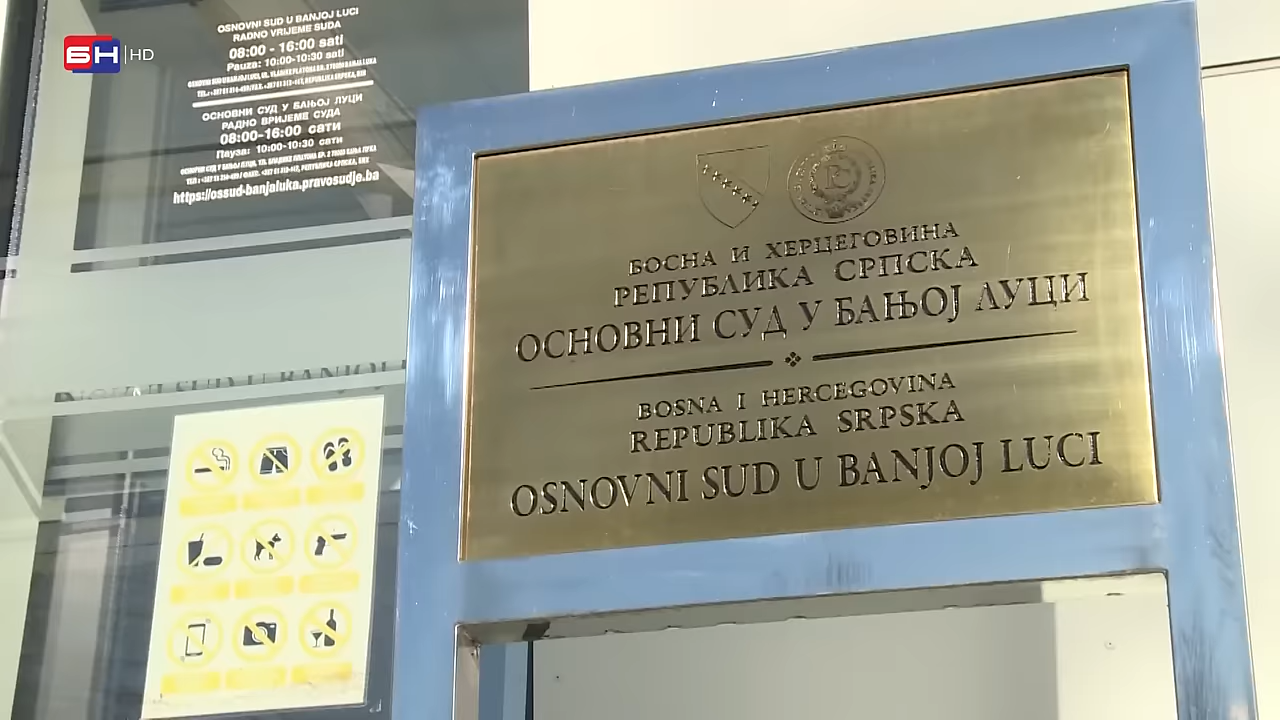 БН HD
OSNOVNI SUD U BANJOJ LUCI
RADNO VRIJEME SUDA
08:00 - 16:00 sati
Pauza: 10:00-10:30 sati
ОСНОВНИ СУД У БАЊОЈ ЛУЦИ
РАДНО ВРИЈЕМЕ СУДА
08:00-16:00 сати
Пауза: 10:00-10:30 сати
https://ossud-banjaluka.pravosudje.ba
БОСНА И ХЕРЦЕГОВИНА
РЕПУБЛИКА СРПСКА
ОСНОВНИ СУД У БАЊОЈ ЛУЦИ
BOSNA I HERCEGOVINA
REPUBLIKA SRPSKA
OSNOVNI SUD U BANJOJ LUCI